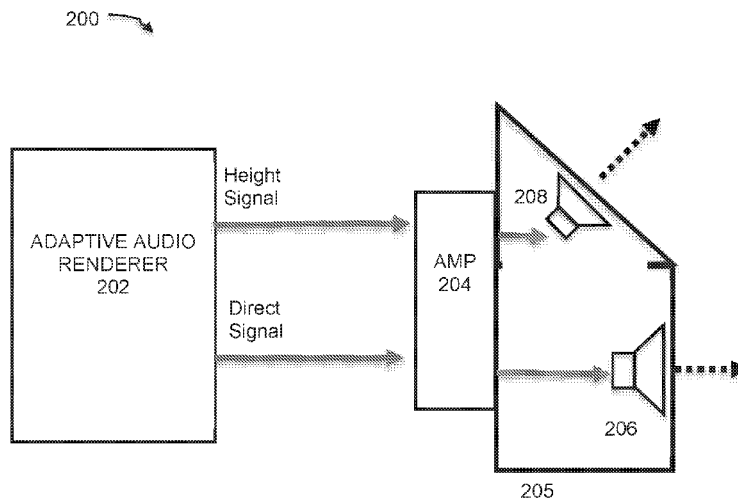 200
Height
Signal
ADAPTIVE AUDIO
RENDERER
202
Direct
Signal
AMP
204
208
206
205